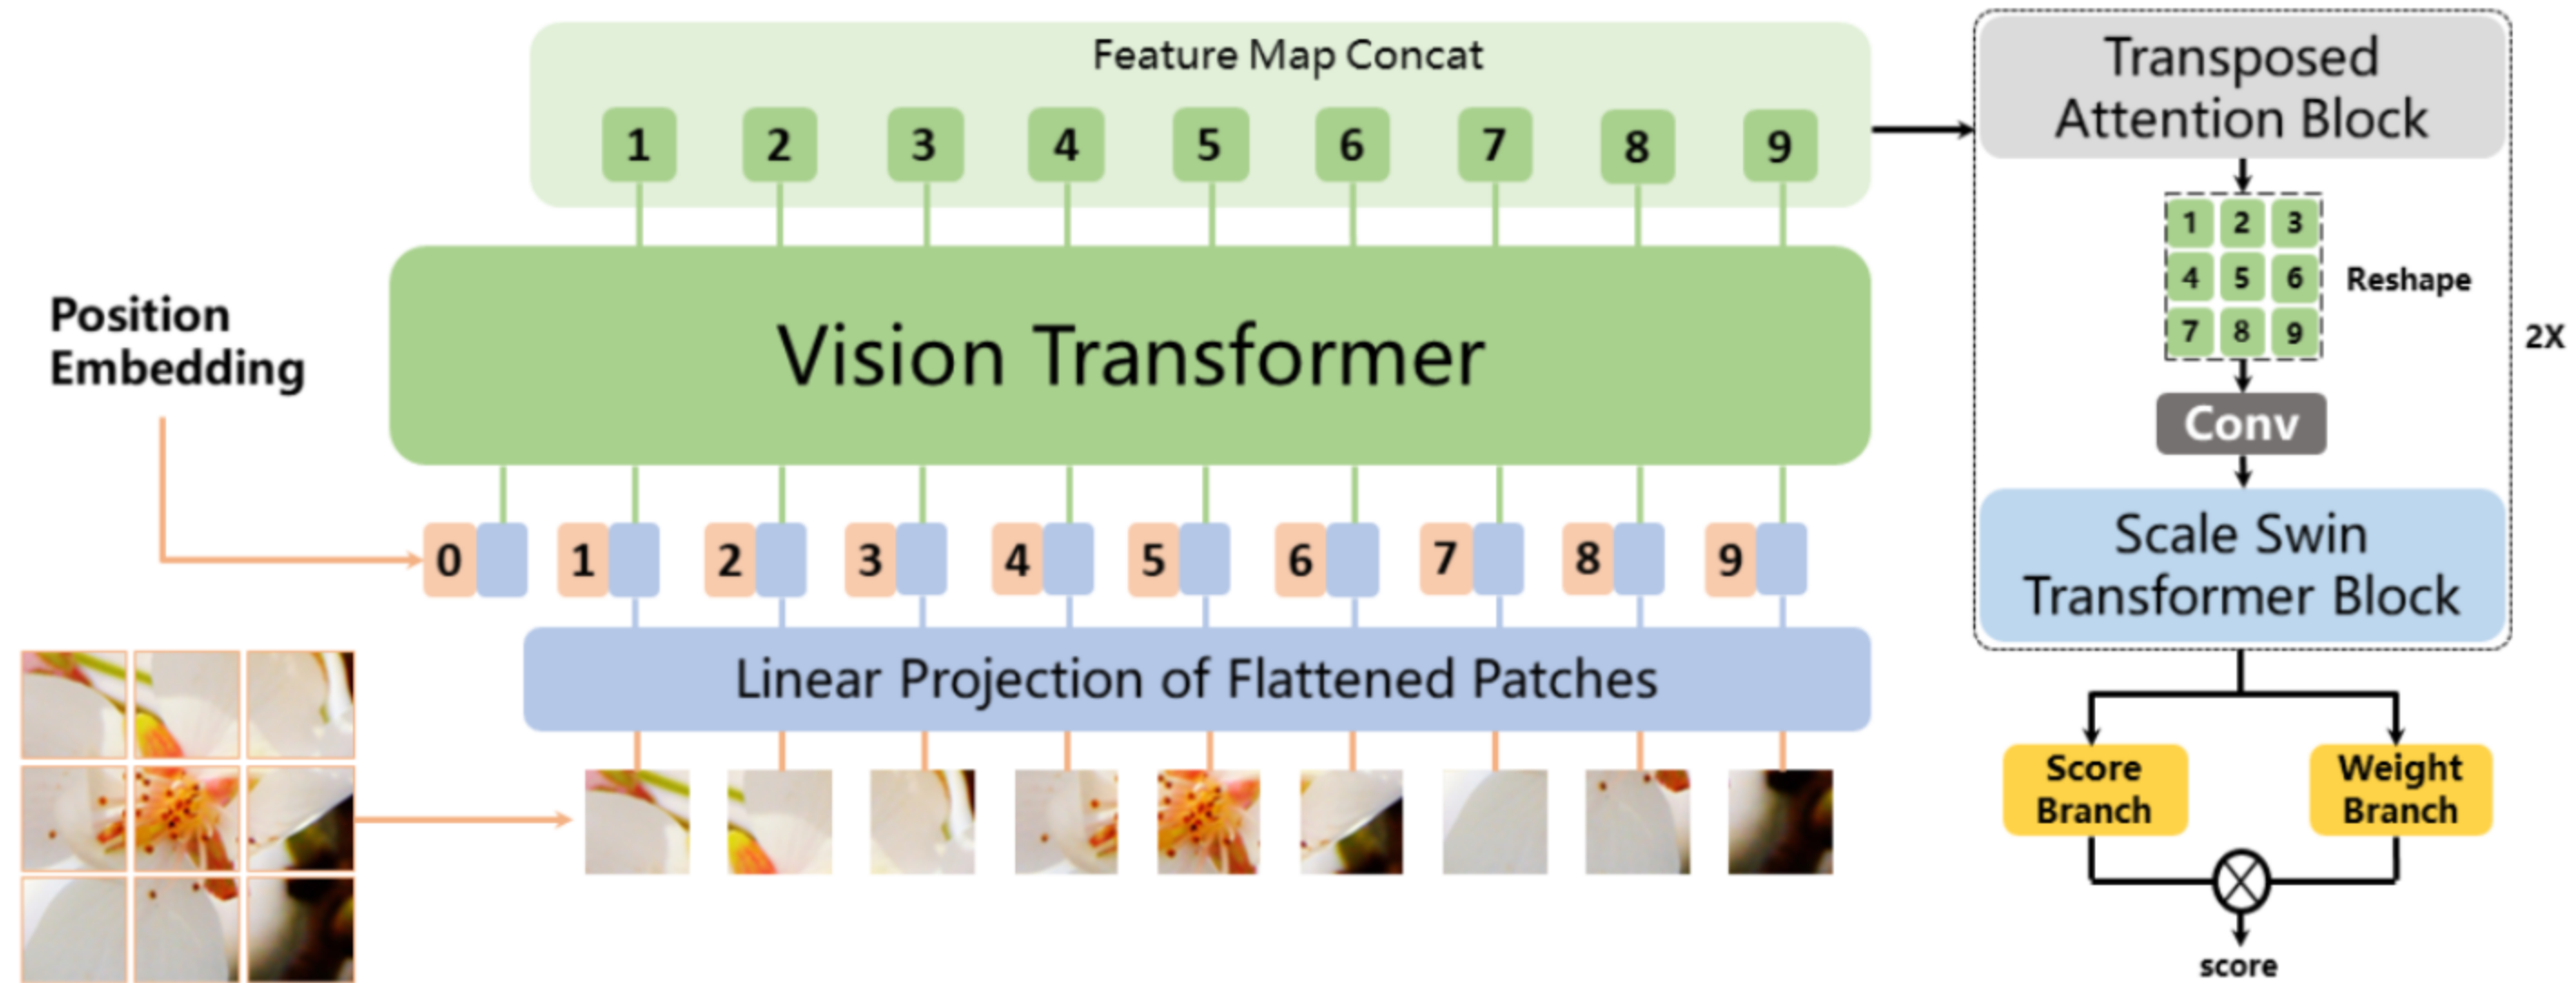 Feature Map Concat
1 2 3 4 5 6 7 8 9
Vision Transformer
Position
Embedding
0 1 2 3 4 5 6 7 8 9
Linear Projection of Flattened Patches
Transposed
Attention Block
1 2 3
4 5 6
7 8 9
Reshape
2X
Conv
Scale Swin
Transformer Block
Score
Branch
Weight
Branch
score